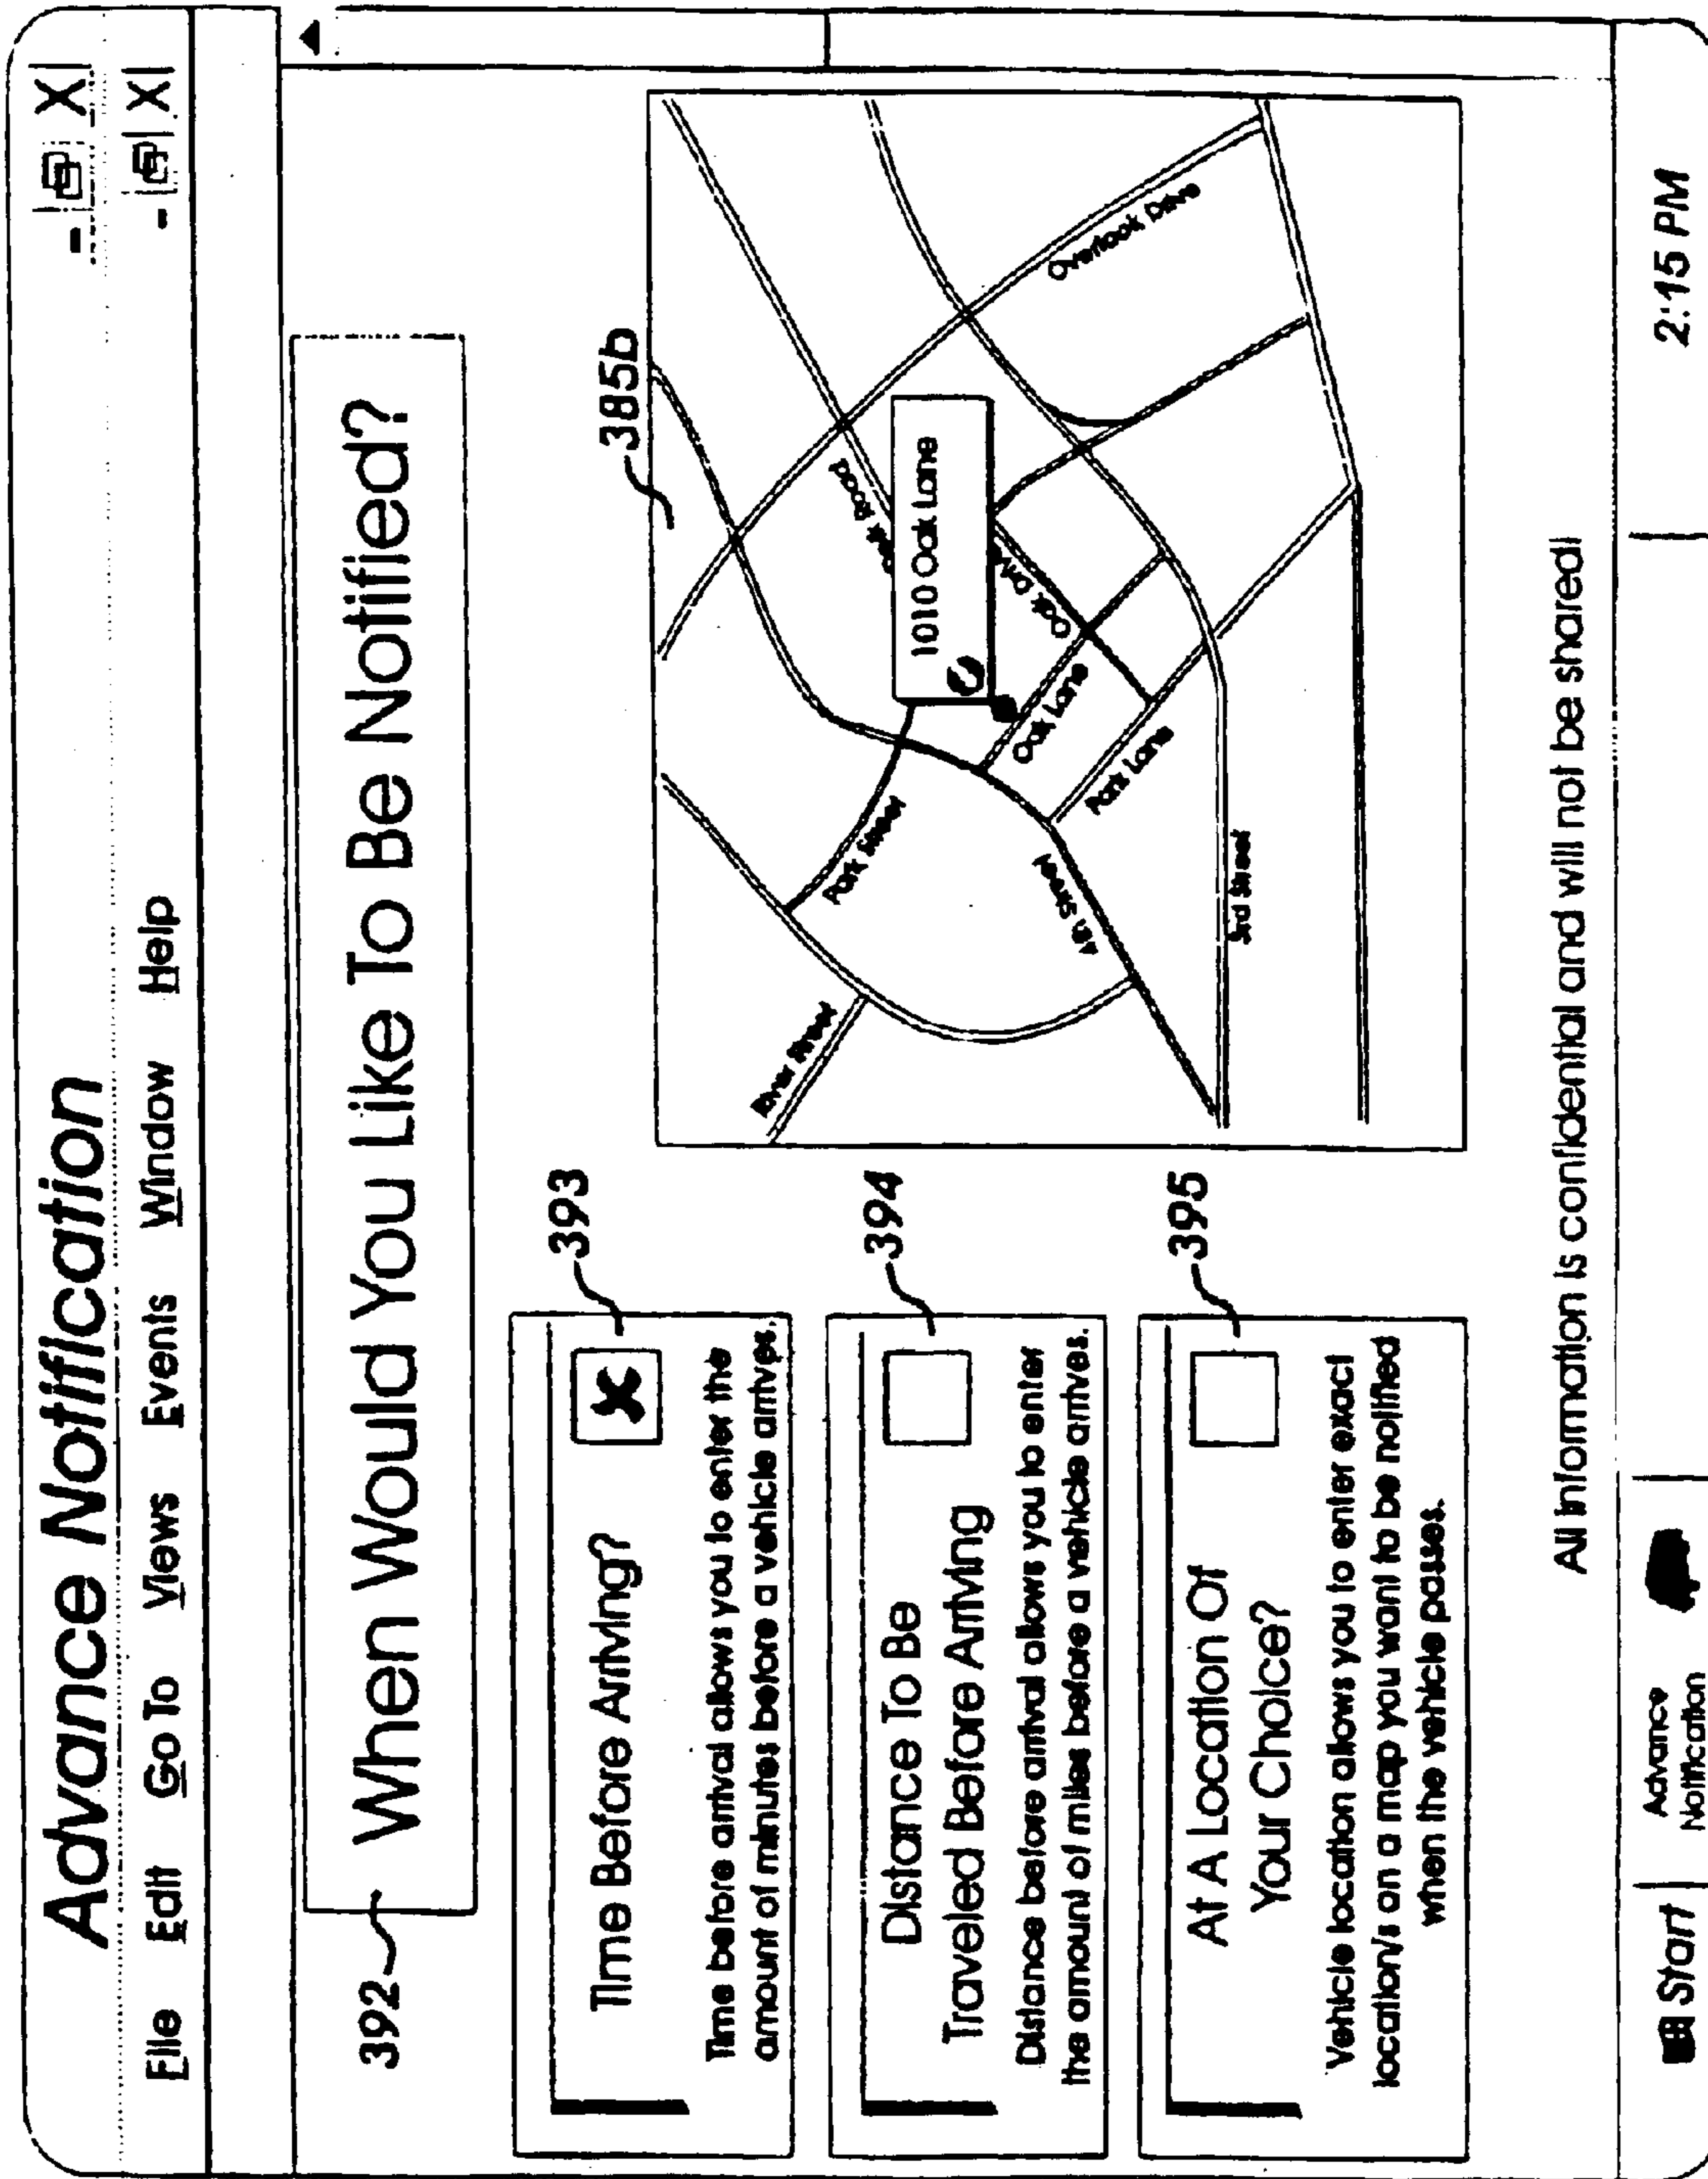 Advance Notification
File Edit Go To Views Events Window Help
392
When Would You Like To Be Notified?
Time Before Arriving?
393
Time before arrival allows you to enter the
amount of minutes before a vehicle arrives.
Distance To Be
Traveled Before Arriving
394
Distance before arrival allows you to enter
the amount of miles before a vehicle arrives.
At A Location Of
Your Choice?
395
Vehicle location allows you to enter exact
location/s on a map you want to be notified
when the vehicle passes.
385b
River Street
Park Street
Road
1010 Oak Lane
Overlook Drive
Oak Drive
Oak Lane
Park Lane
4th Street
3rd Street
All information is confidential and will not be shared!
Start
Advance
Notification
2:15 PM